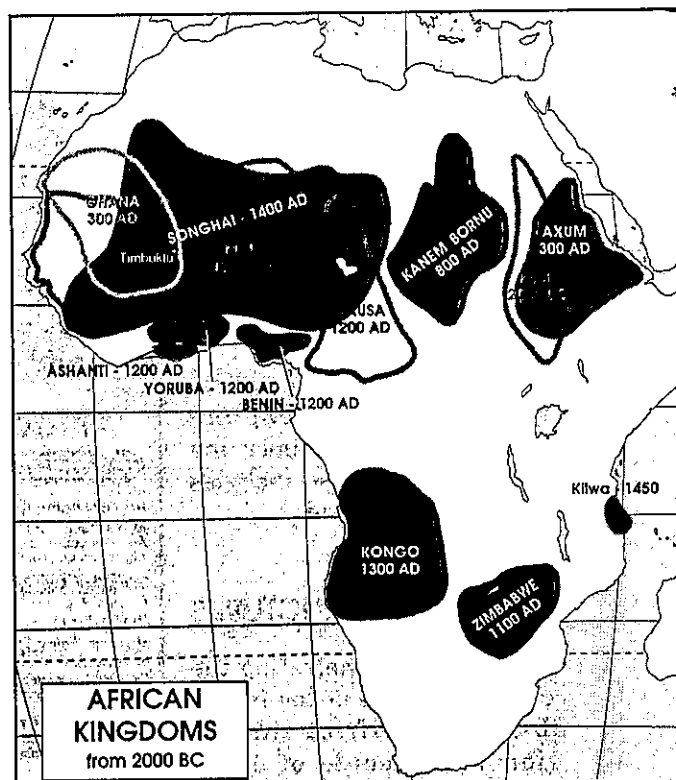 GHANA
300 AD
Timbuktu
SONGHAI - 1400 AD
KANEM BORNU
800 AD
AXUM
300 AD
AUSA
1200 AD
ASHANTI - 1200 AD
YORUBA - 1200 AD
BENIN - 1200 AD
Kilwa - 1450
KONGO
1300 AD
ZIMBABWE
1100 AD
AFRICAN
KINGDOMS
from 2000 BC